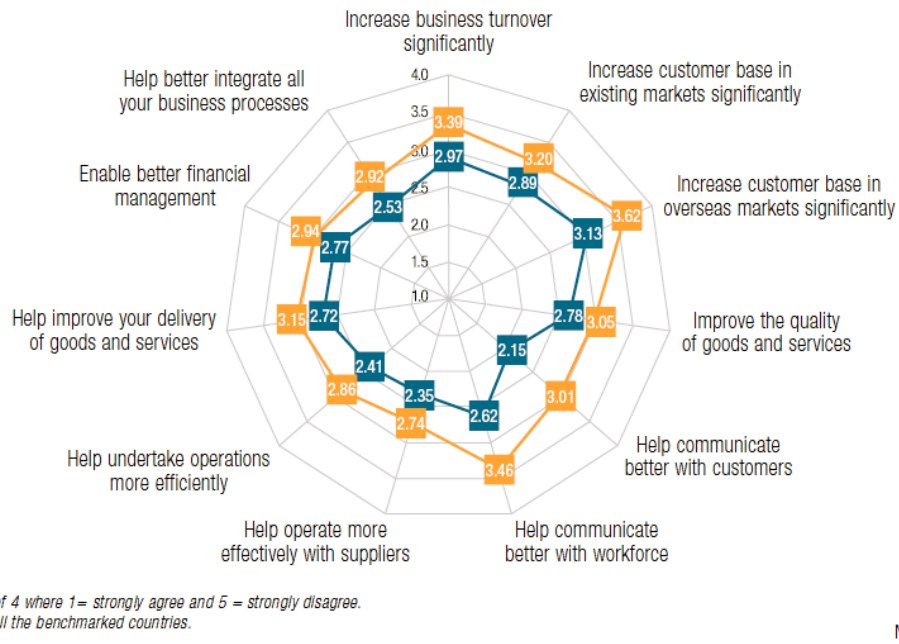 Increase business turnover
significantly
Increase customer base in
existing markets significantly
Increase customer base in
overseas markets significantly
Improve the quality
of goods and services
Help communicate
better with customers
Help communicate
better with workforce
Help operate more
effectively with suppliers
Help undertake operations
more efficiently
Help improve your delivery
of goods and services
Enable better financial
management
Help better integrate all
your business processes
4.0
3.5
3.0
2.5
2.0
1.5
1.0
3.39
3.20
3.62
3.05
3.01
3.46
2.74
2.86
3.15
2.94
2.92
2.97
2.89
3.13
2.78
2.15
2.62
2.35
2.41
2.72
2.77
2.53
of 4 where 1= strongly agree and 5 = strongly disagree.
all the benchmarked countries.